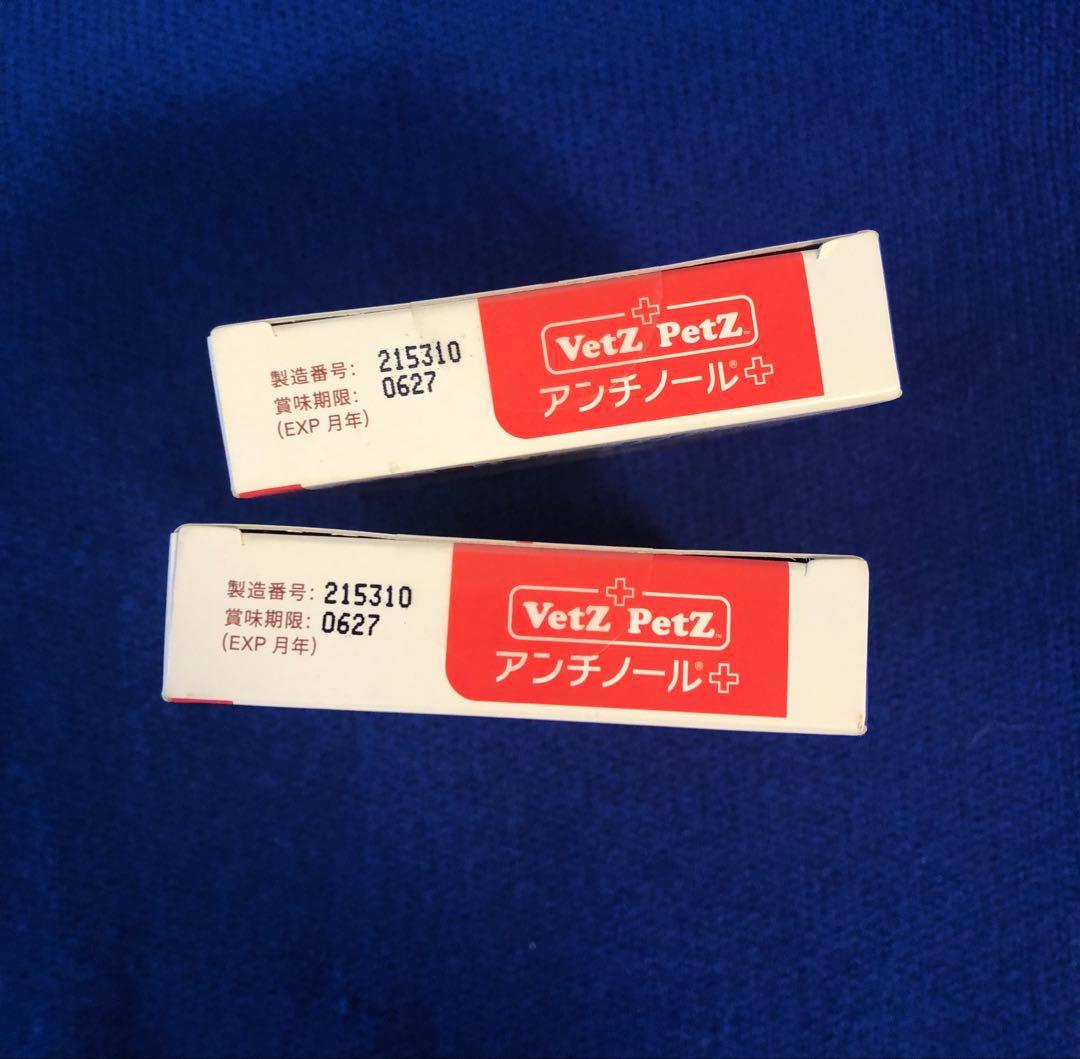 製造番号: 215310
賞味期限: 0627
(EXP 月年)
VetZ PetZ™
アンチノール®+
製造番号: 215310
賞味期限: 0627
(EXP 月年)
VetZ PetZ™
アンチノール®+